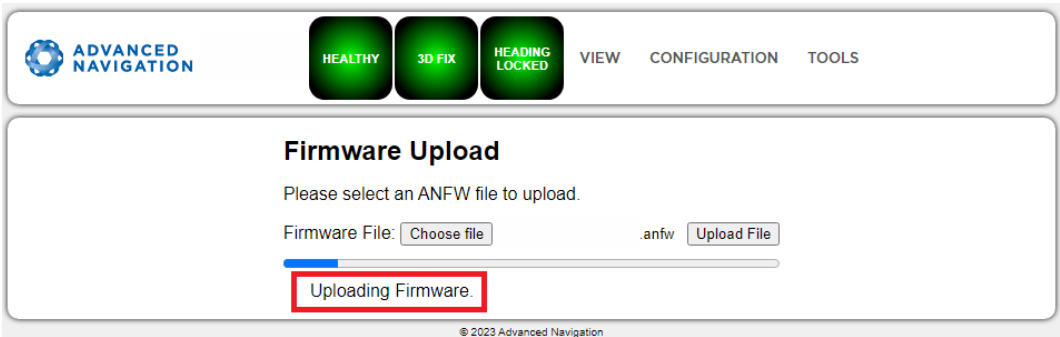 ADVANCED
NAVIGATION
HEALTHY
3D FIX
HEADING
LOCKED
VIEW CONFIGURATION TOOLS
Firmware Upload
Please select an ANFW file to upload.
Firmware File: Choose file .anfw Upload File
Uploading Firmware.
© 2023 Advanced Navigation